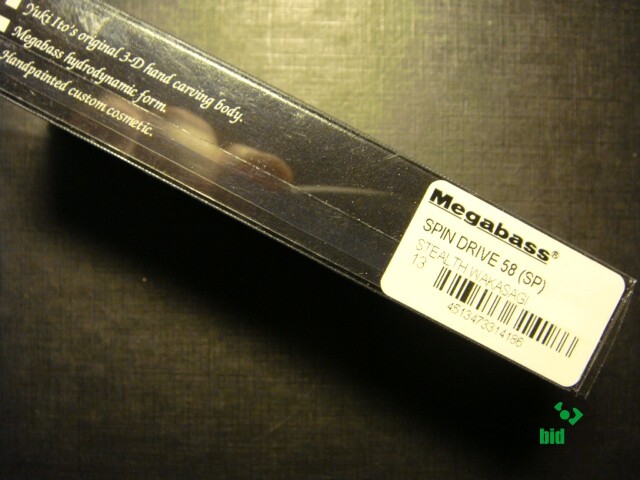 Yuki Ito's original 3-D hand carving body.
Megabass hydrodynamic form.
Handpainted custom cosmetic.
Megabass®
SPIN DRIVE 58 (SP)
STEALTH WAKASAGI
13
4513473314186
bid